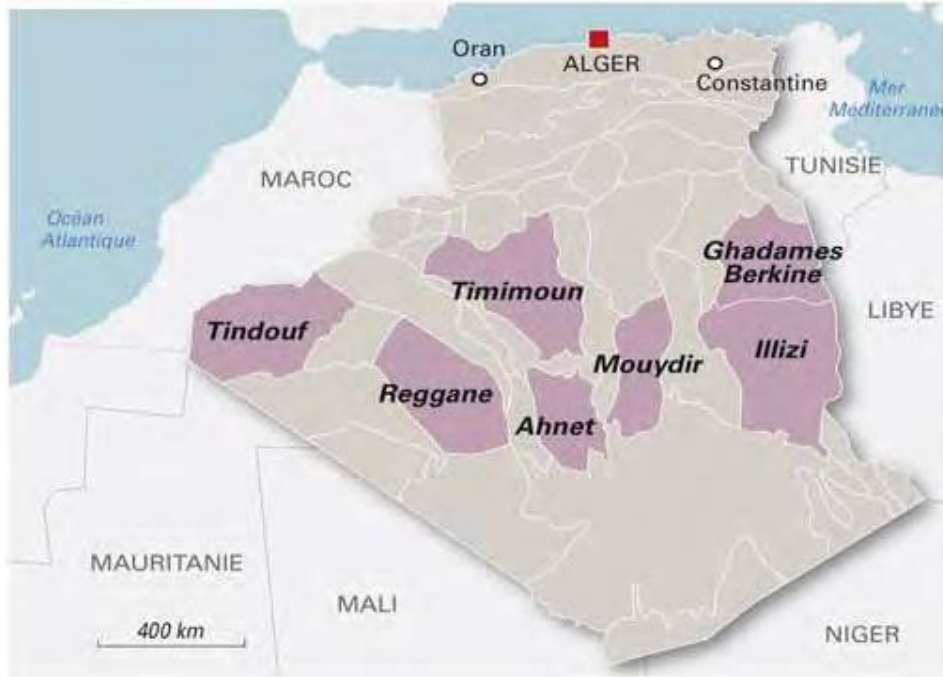 Oran
ALGER
Constantine
Mer
Méditerranée
TUNISIE
MAROC
Océan
Atlantique
Ghadames
Berkine
Timimoun
LIBYE
Tindouf
Mouydir
Illizi
Reggane
Ahnet
MAURITANIE
MALI
400 km
NIGER